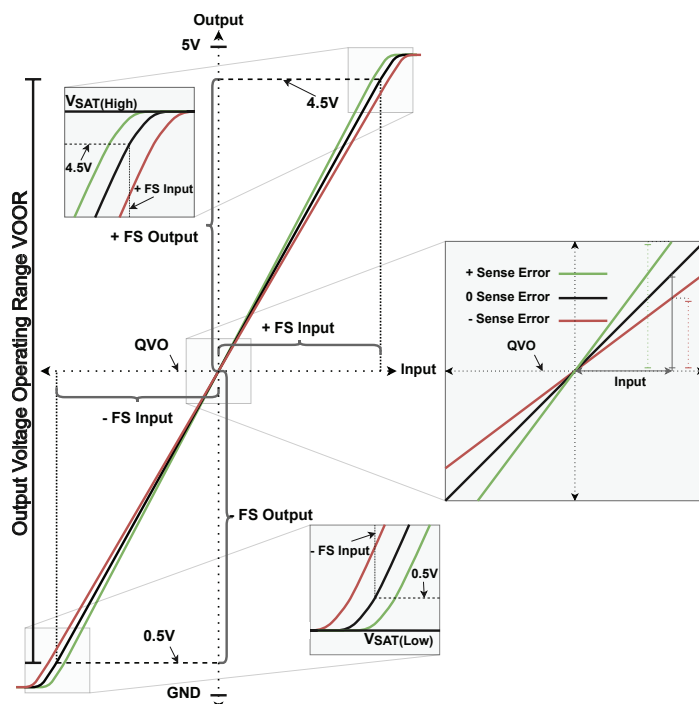 Output
5V
VSAT(High)
4.5V
+ FS Input
4.5V
+ FS Output
Output Voltage Operating Range VOOR
+ Sense Error
0 Sense Error
- Sense Error
QVO
Input
+ FS Input
QVO
Input
- FS Input
- FS Output
- FS Input
0.5V
VSAT(Low)
0.5V
GND